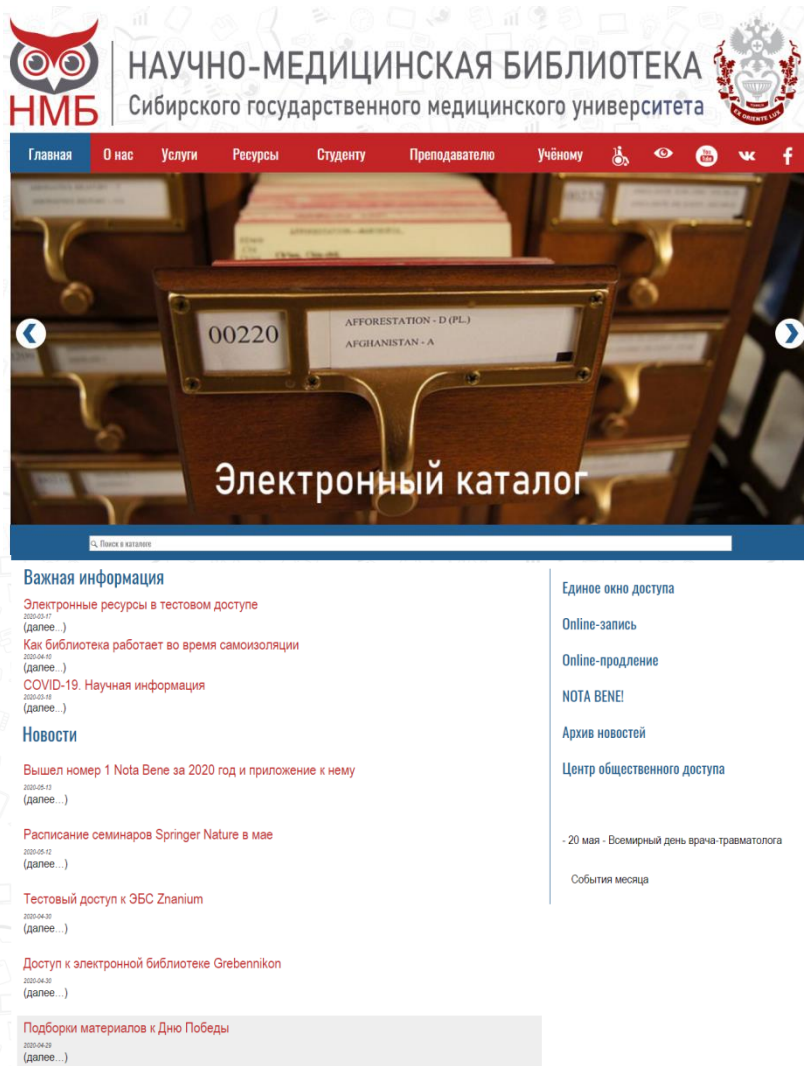 НАУЧНО-МЕДИЦИНСКАЯ БИБЛИОТЕКА
НМБ
Сибирского государственного медицинского университета
EX ORIENTE LUX
Главная О нас Услуги Ресурсы Студенту Преподавателю Учёному You Tube
00232
00220
AFFORESTATION - D (PL.)
AFGHANISTAN - A
Электронный каталог
Поиск в каталоге
Важная информация
Электронные ресурсы в тестовом доступе
2020-03-17
(далее...)
Как библиотека работает во время самоизоляции
2020-04-10
(далее...)
COVID-19. Научная информация
2020-03-18
(далее...)
Новости
Вышел номер 1 Nota Bene за 2020 год и приложение к нему
2020-05-13
(далее...)
Расписание семинаров Springer Nature в мае
2020-05-12
(далее...)
Тестовый доступ к ЭБС Znanium
2020-04-30
(далее...)
Доступ к электронной библиотеке Grebennikon
2020-04-30
(далее...)
Подборки материалов к Дню Победы
2020-04-29
(далее...)
Единое окно доступа
Online-запись
Online-продление
NOTA BENE!
Архив новостей
Центр общественного доступа
- 20 мая - Всемирный день врача-травматолога
События месяца